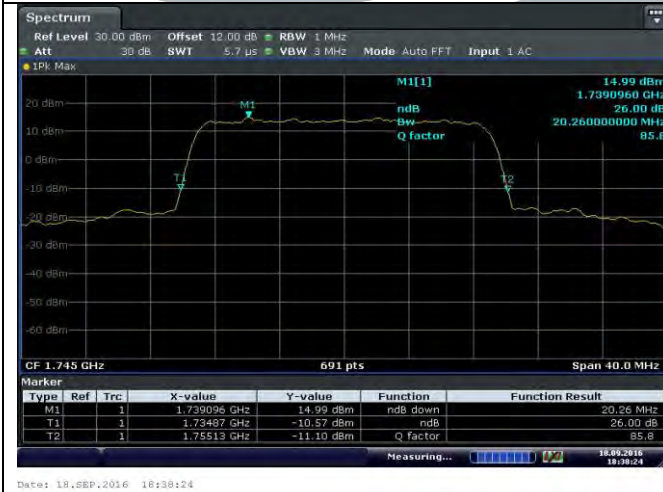 Spectrum
Ref Level 30.00 dBm Offset 12.00 dB RBW 1 MHz
Att 30 dB SWT 5.7 µs VBW 3 MHz Mode Auto FFT Input 1 AC
1Pk Max
M1[1] 14.99 dBm
1.7390960 GHz
20 dBm
M1
ndB 26.00 dB
10 dBm
Bw 20.260000000 MHz
Q factor 85.8
0 dBm
-10 dBm
T1
T2
-20 dBm
-30 dBm
-40 dBm
-50 dBm
-60 dBm
CF 1.745 GHz 691 pts Span 40.0 MHz
Marker
Type Ref Trc X-value Y-value Function Function Result
M1 1 1.739096 GHz 14.99 dBm ndB down 20.26 MHz
T1 1 1.73487 GHz -10.57 dBm ndB 26.00 dB
T2 1 1.75513 GHz -11.10 dBm Q factor 85.8
Measuring... 18.09.2016
18:38:24
Date: 18.SEP.2016 18:38:24